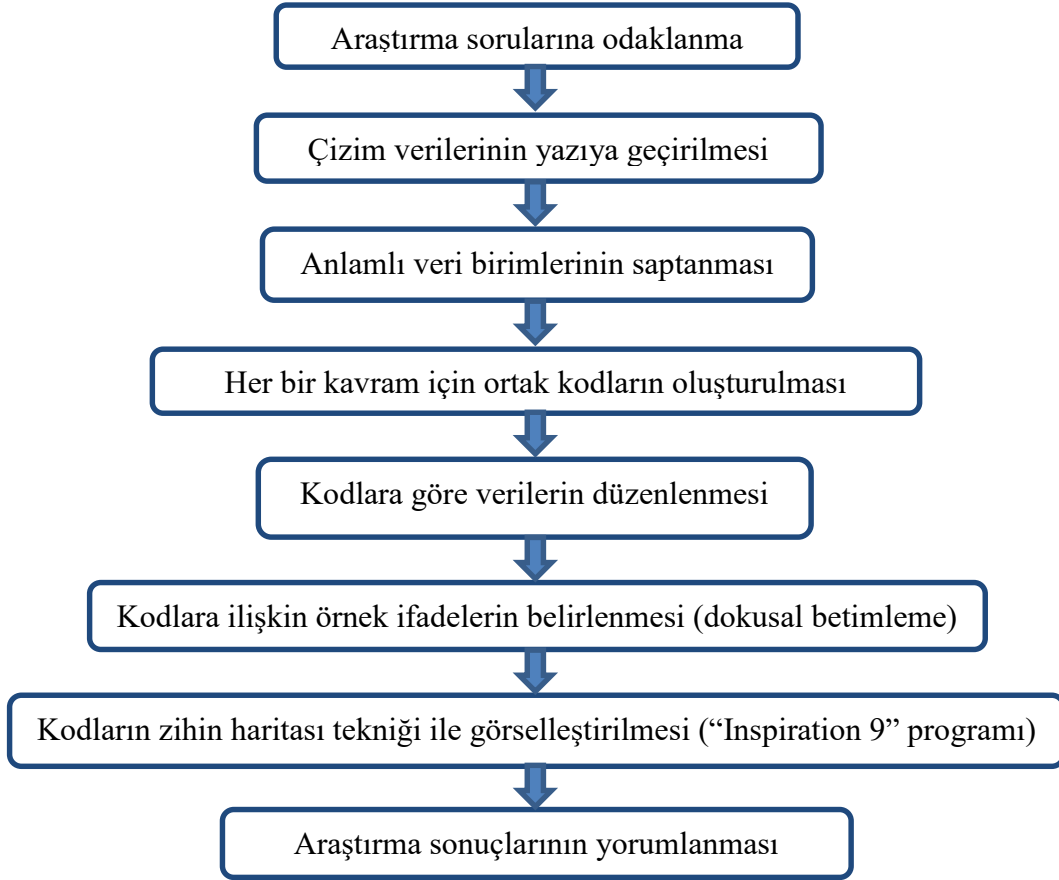 Araştırma sorularına odaklanma
Çizim verilerinin yazıya geçirilmesi
Anlamlı veri birimlerinin saptanması
Her bir kavram için ortak kodların oluşturulması
Kodlara göre verilerin düzenlenmesi
Kodlara ilişkin örnek ifadelerin belirlenmesi (dokusal betimleme)
Kodların zihin haritası tekniği ile görselleştirilmesi (“Inspiration 9” programı)
Araştırma sonuçlarının yorumlanması